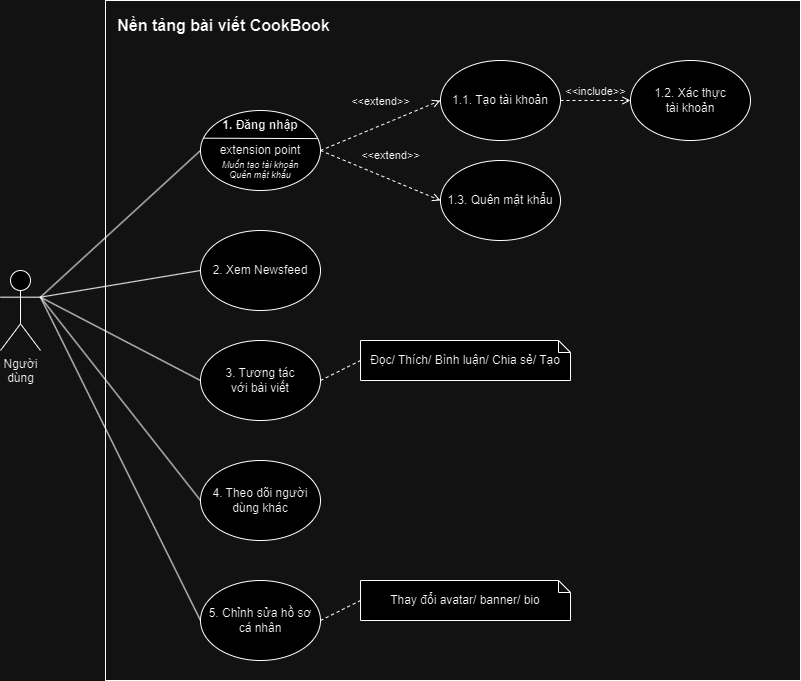 Nền tảng bài viết CookBook
1. Đăng nhập
extension point
Muốn tạo tài khoản
Quên mật khẩu
<<extend>>
1.1. Tạo tài khoản
<<include>>
1.2. Xác thực
tài khoản
<<extend>>
1.3. Quên mật khẩu
2. Xem Newsfeed
Người
dùng
3. Tương tác
với bài viết
Đọc/ Thích/ Bình luận/ Chia sẻ/ Tạo
4. Theo dõi người
dùng khác
5. Chỉnh sửa hồ sơ
cá nhân
Thay đổi avatar/ banner/ bio